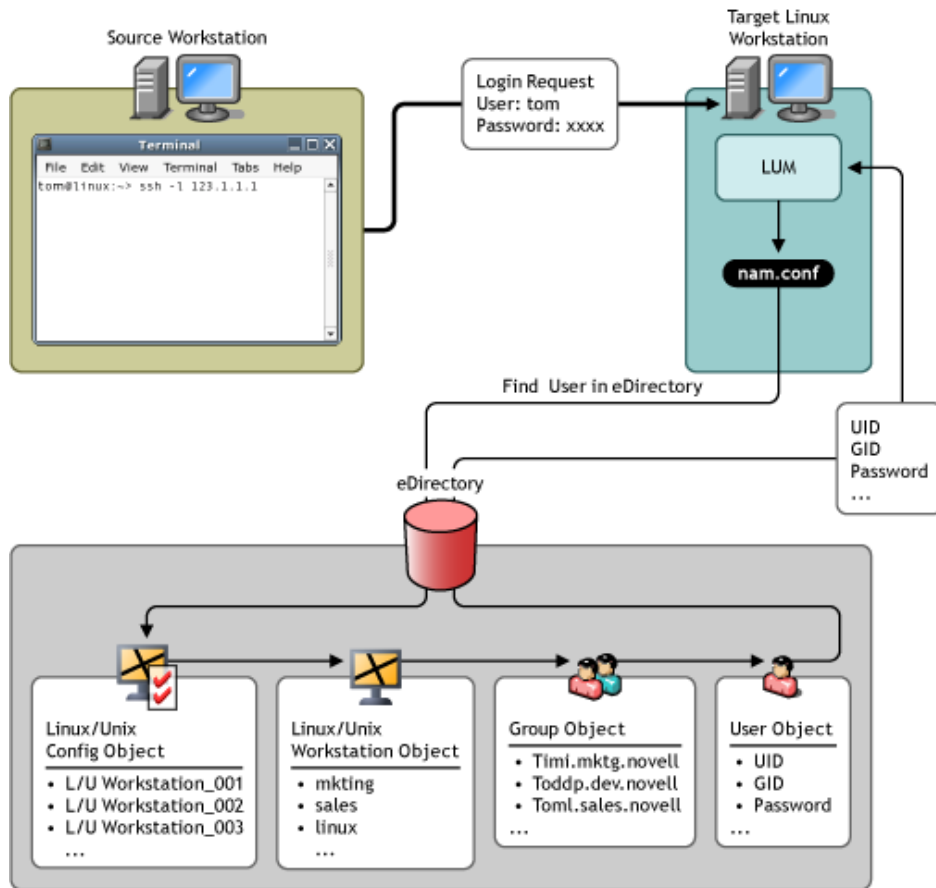 Source Workstation
Target Linux
Workstation
Login Request
User: tom
Password: xxxx
Terminal
File Edit View Terminal Tabs Help
tom@linux:~> ssh -l 123.1.1.1
LUM
nam.conf
Find User in eDirectory
UID
GID
Password
...
eDirectory
Linux/Unix
Config Object
• L/U Workstation_001
• L/U Workstation_002
• L/U Workstation_003
...
Linux/Unix
Workstation Object
• mkting
• sales
• linux
...
Group Object
• Timi.mktg.novell
• Toddp.dev.novell
• Toml.sales.novell
...
User Object
• UID
• GID
• Password
...